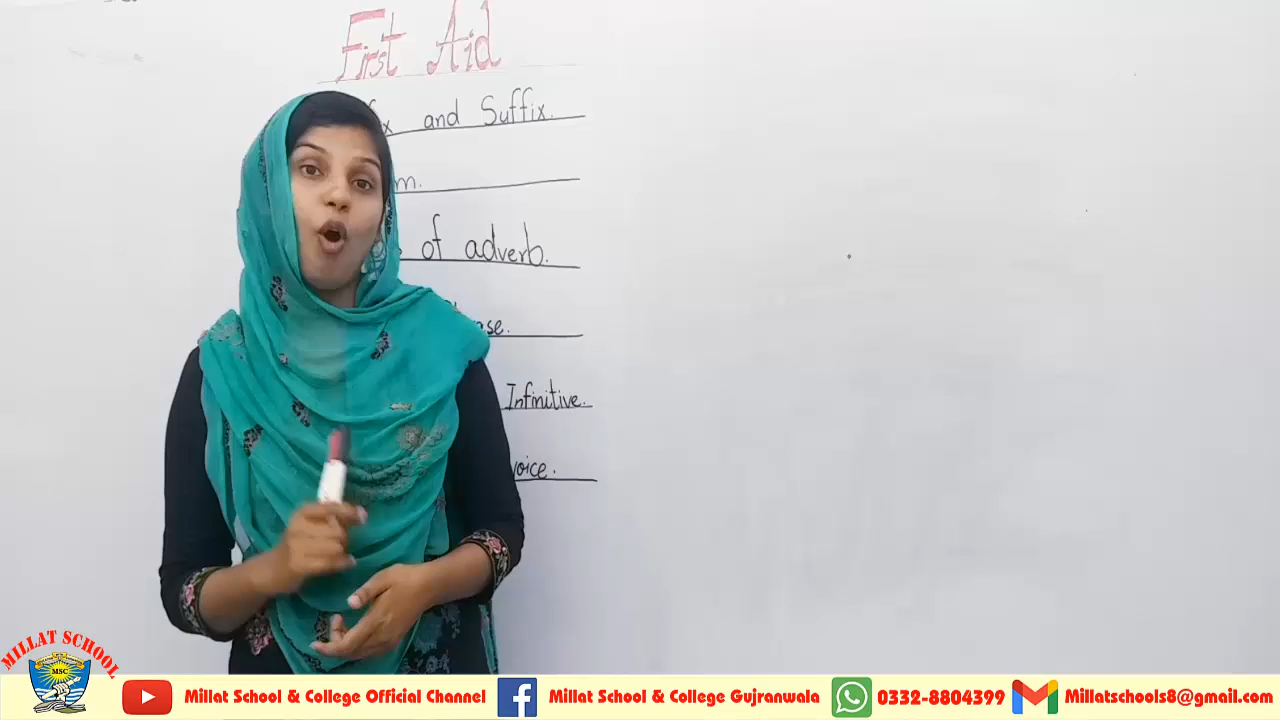 First Aid
and Suffix.
of adverb.
Infinitive.
voice.
MILLAT SCHOOL
MSC
Millat School & College Official Channel
Millat School & College Gujranwala
0332-8804399
Millatschools8@gmail.com